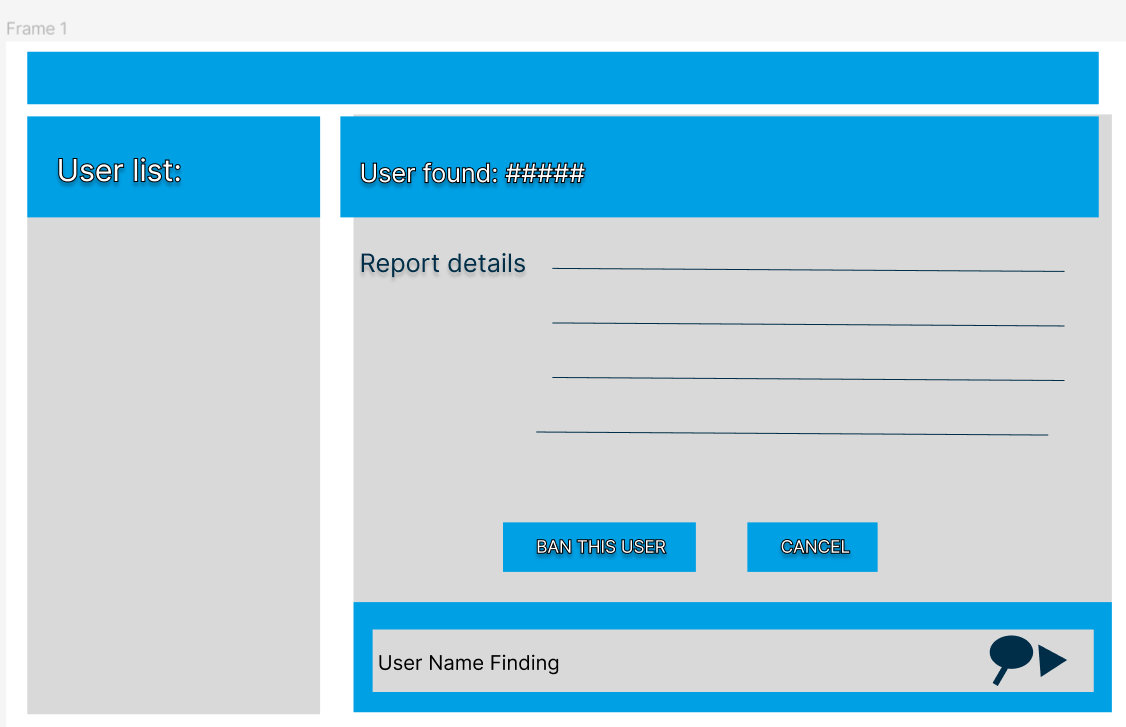 Frame 1
User list:
User found: #####
Report details
BAN THIS USER
CANCEL
User Name Finding